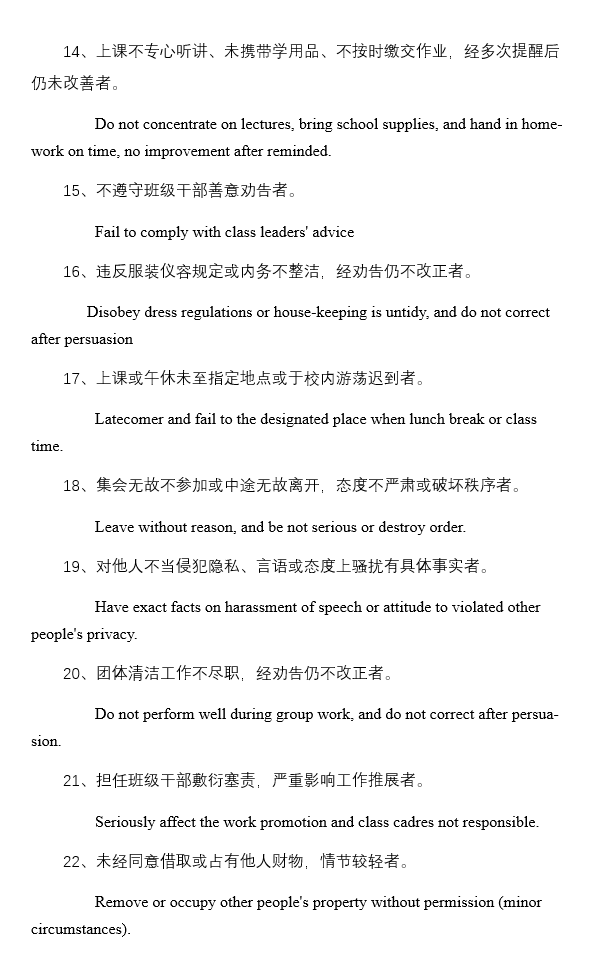 14、上课不专心听讲、未携带学用品、不按时缴交作业，经多次提醒后
仍未改善者。
Do not concentrate on lectures, bring school supplies, and hand in home-
work on time, no improvement after reminded.
15、不遵守班级干部善意劝告者。
Fail to comply with class leaders' advice
16、违反服装仪容规定或内务不整洁，经劝告仍不改正者。
Disobey dress regulations or house-keeping is untidy, and do not correct
after persuasion
17、上课或午休未至指定地点或于校内游荡迟到者。
Latecomer and fail to the designated place when lunch break or class
time.
18、集会无故不参加或中途无故离开，态度不严肃或破坏秩序者。
Leave without reason, and be not serious or destroy order.
19、对他人不当侵犯隐私、言语或态度上骚扰有具体事实者。
Have exact facts on harassment of speech or attitude to violated other
people's privacy.
20、团体清洁工作不尽职，经劝告仍不改正者。
Do not perform well during group work, and do not correct after persua-
sion.
21、担任班级干部敷衍塞责，严重影响工作推展者。
Seriously affect the work promotion and class cadres not responsible.
22、未经同意借取或占有他人财物，情节较轻者。
Remove or occupy other people's property without permission (minor
circumstances).